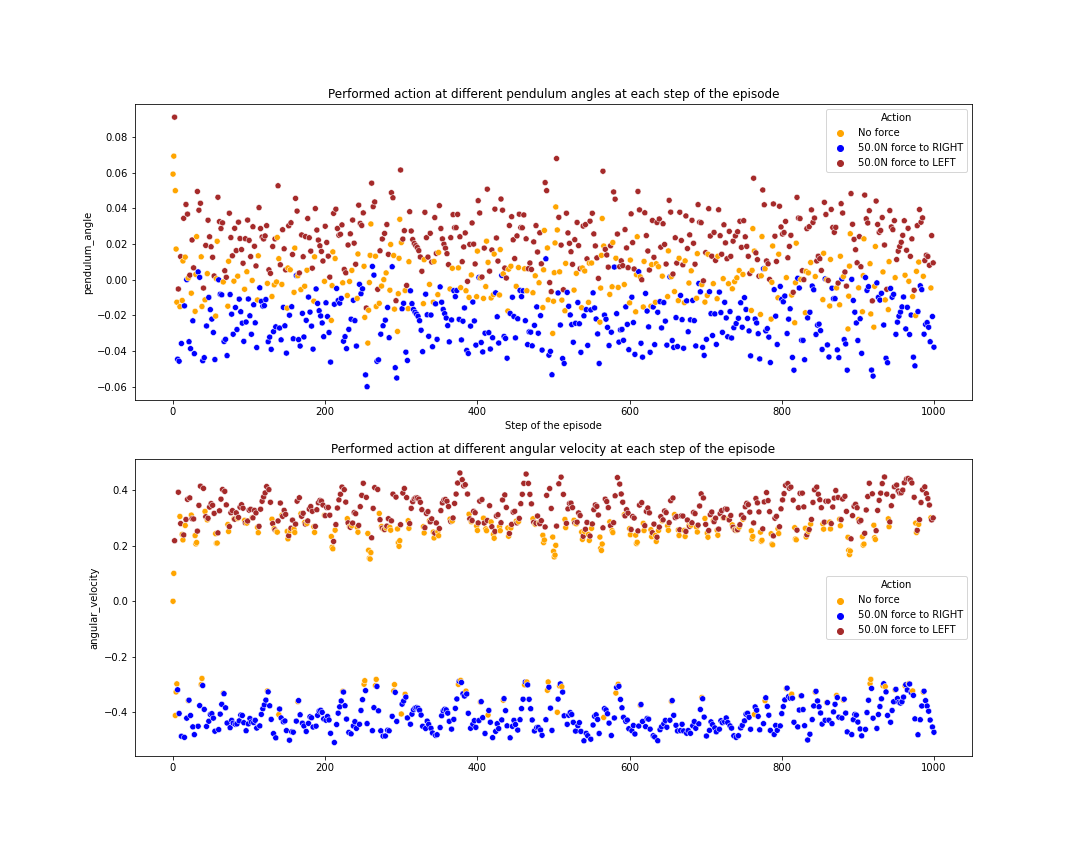 Performed action at different pendulum angles at each step of the episode
pendulum_angle
0.08
0.06
0.04
0.02
0.00
−0.02
−0.04
−0.06
Action
No force
50.0N force to RIGHT
50.0N force to LEFT
0
200
400
600
800
1000
Step of the episode
Performed action at different angular velocity at each step of the episode
angular_velocity
0.4
0.2
0.0
−0.2
−0.4
Action
No force
50.0N force to RIGHT
50.0N force to LEFT
0
200
400
600
800
1000